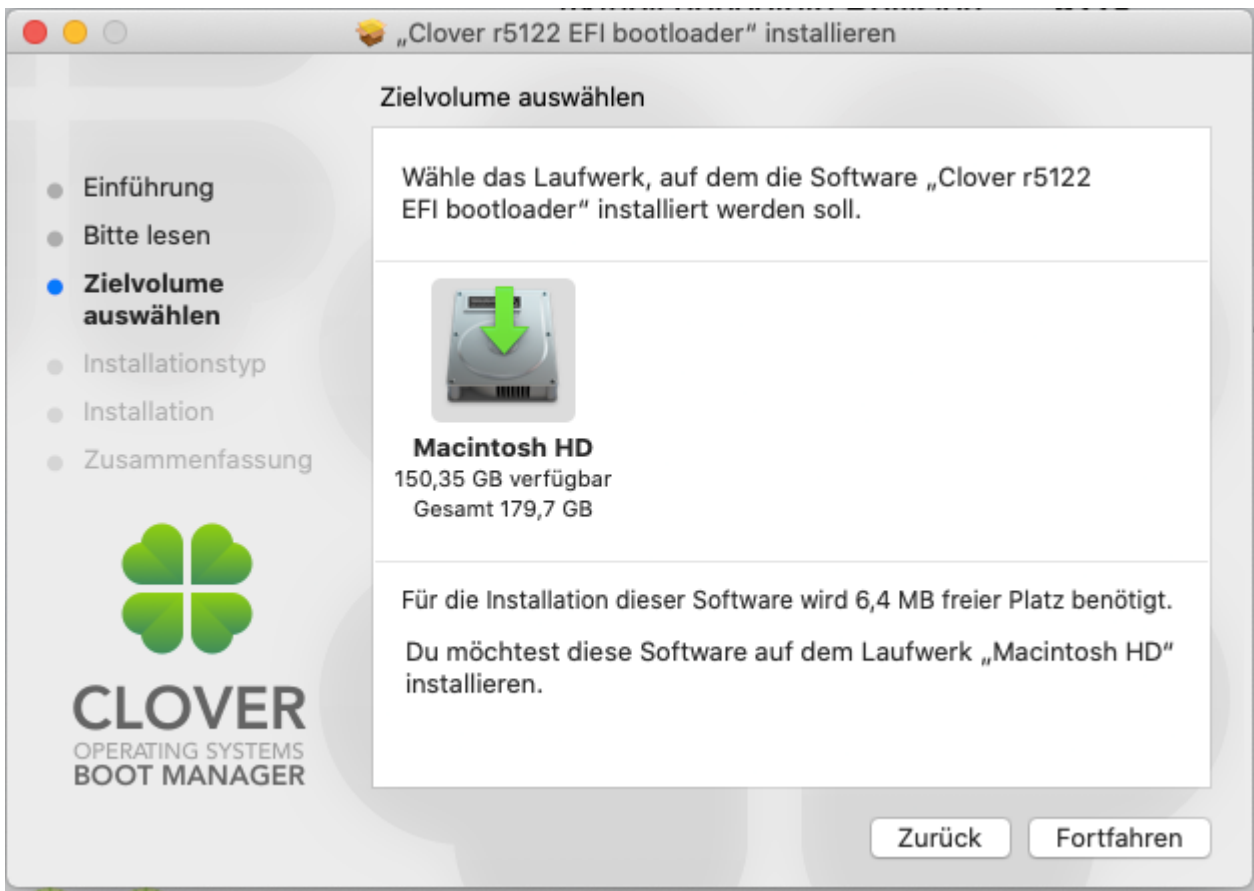 „Clover r5122 EFI bootloader“ installieren
Zielvolume auswählen
Einführung
Bitte lesen
Zielvolume
auswählen
Installationstyp
Installation
Zusammenfassung
CLOVER
OPERATING SYSTEMS
BOOT MANAGER
Wähle das Laufwerk, auf dem die Software „Clover r5122
EFI bootloader“ installiert werden soll.
Macintosh HD
150,35 GB verfügbar
Gesamt 179,7 GB
Für die Installation dieser Software wird 6,4 MB freier Platz benötigt.
Du möchtest diese Software auf dem Laufwerk „Macintosh HD“
installieren.
Zurück
Fortfahren